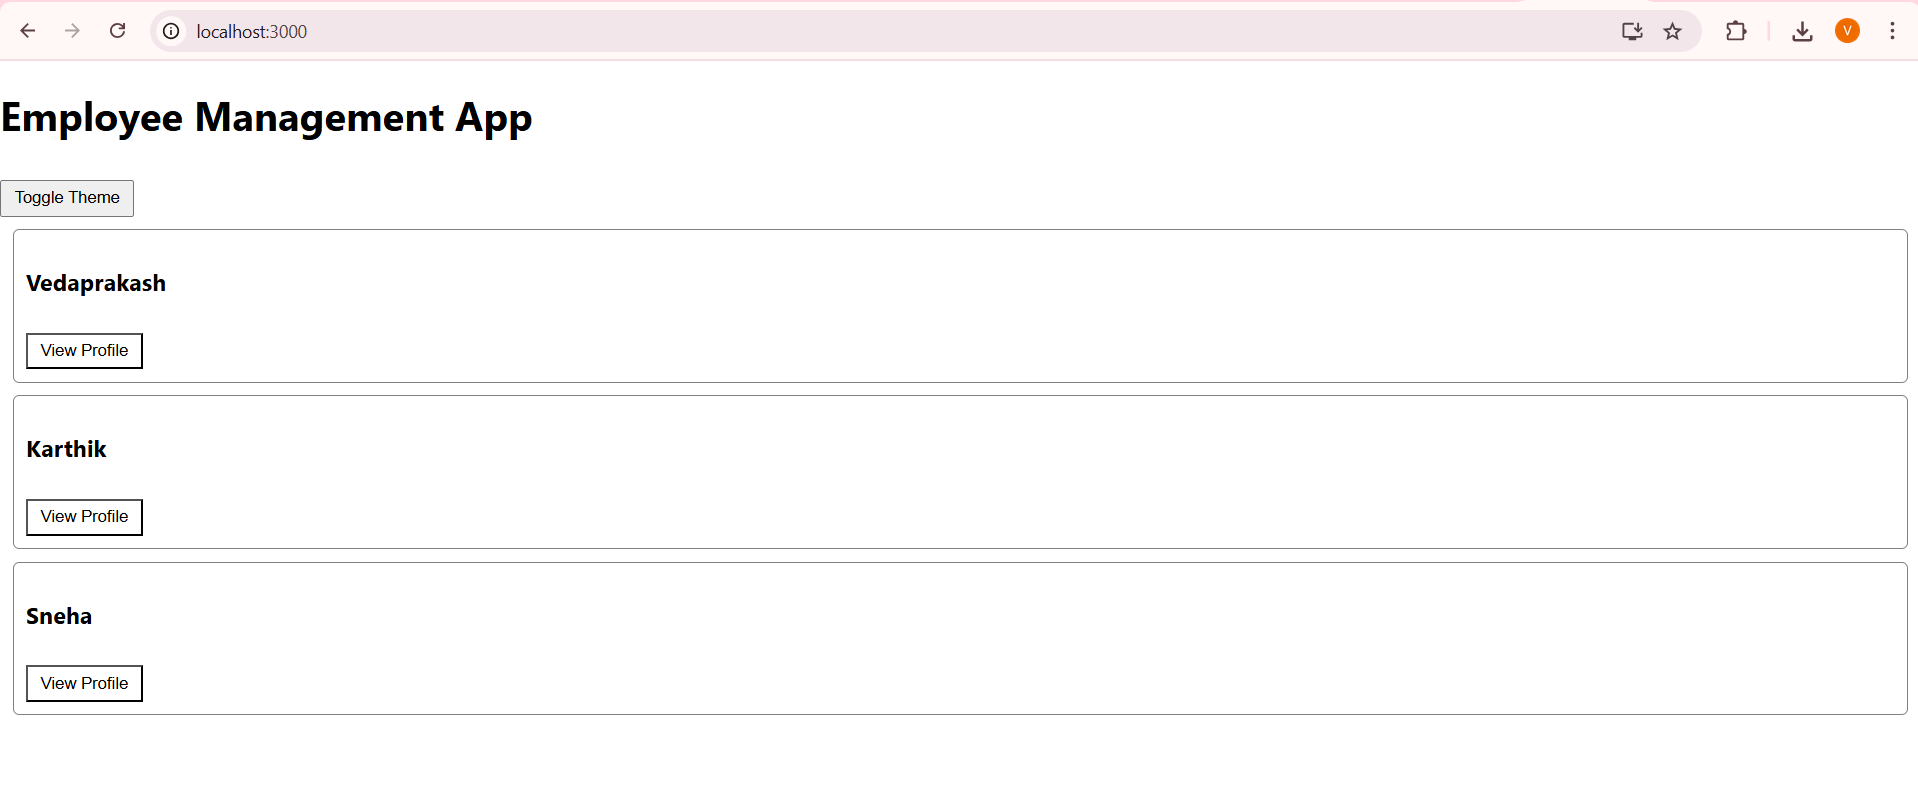 localhost:3000
V
Employee Management App
Toggle Theme
Vedaprakash
View Profile
Karthik
View Profile
Sneha
View Profile